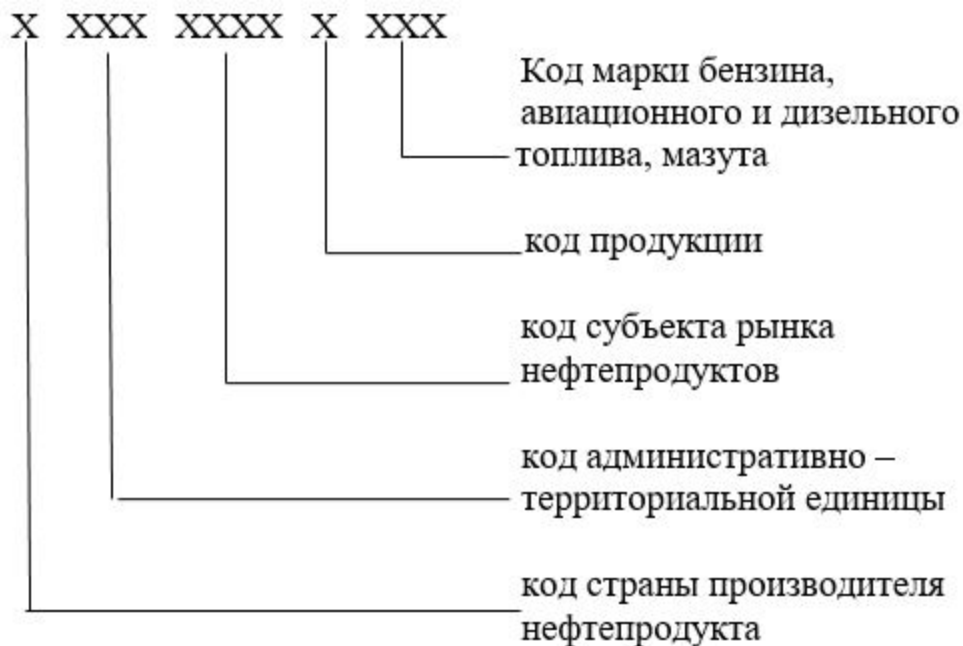 X XXX XXXX X XXX
Код марки бензина,
авиационного и дизельного
топлива, мазута
код продукции
код субъекта рынка
нефтепродуктов
код административно –
территориальной единицы
код страны производителя
нефтепродукта